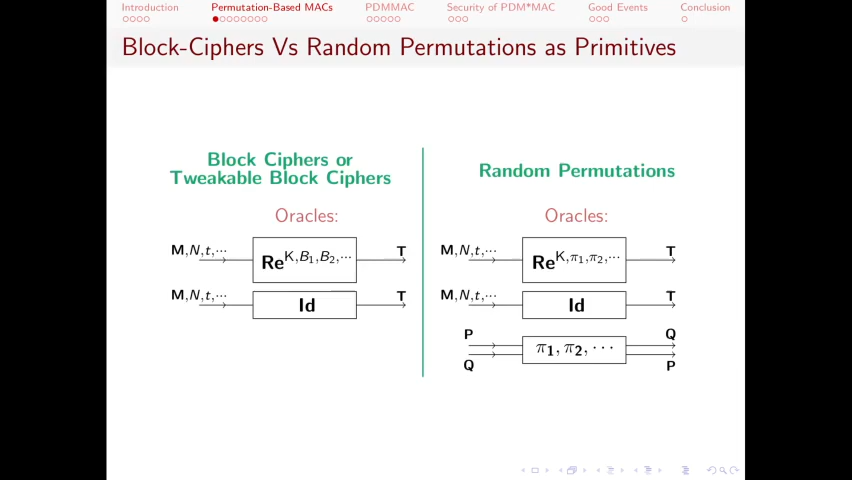 Introduction Permutation-Based MACs PDMMAC Security of PDM*MAC Good Events Conclusion
Block-Ciphers Vs Random Permutations as Primitives
Block Ciphers or
Tweakable Block Ciphers
Oracles:
M,N,t,··· Re^K,B₁,B₂,··· T
M,N,t,··· Id T
Random Permutations
Oracles:
M,N,t,··· Re^K,π₁,π₂,··· T
M,N,t,··· Id T
P π₁, π₂, ··· Q
Q P